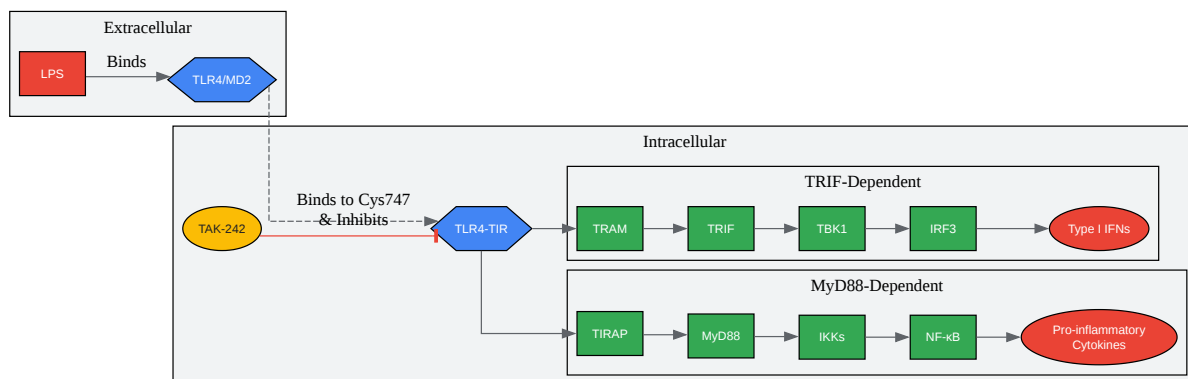 Extracellular
LPS
Binds
TLR4/MD2
Intracellular
TAK-242
Binds to Cys747
& Inhibits
TLR4-TIR
TRIF-Dependent
TRAM
TRIF
TBK1
IRF3
Type I IFNs
MyD88-Dependent
TIRAP
MyD88
IKKs
NF-κB
Pro-inflammatory
Cytokines